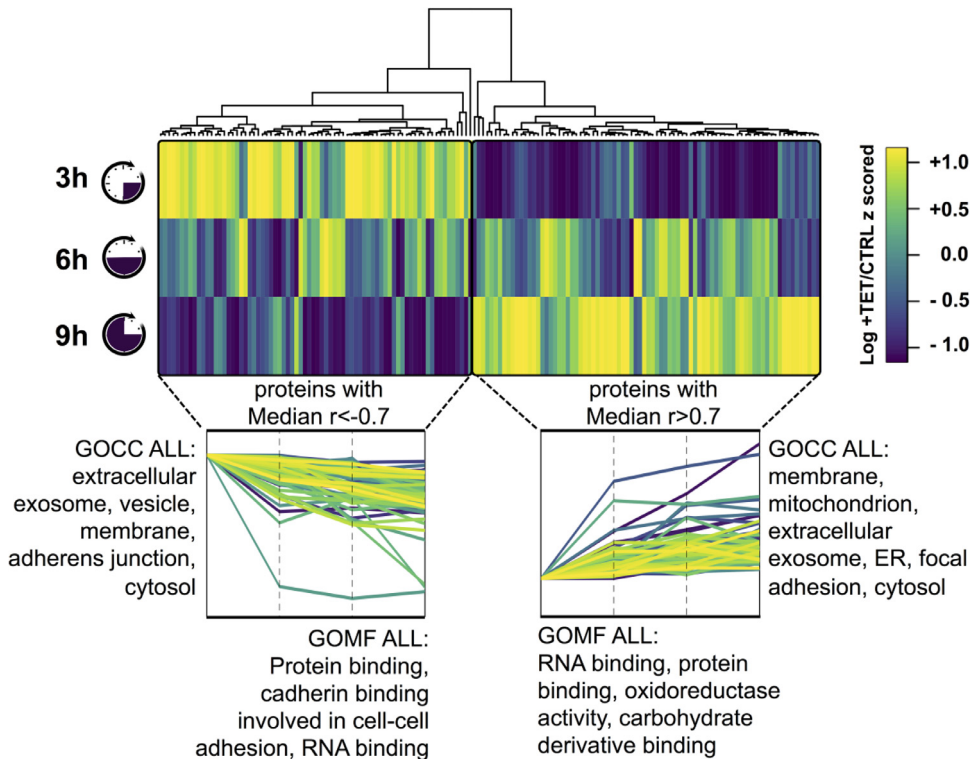 3h
6h
9h
Log +TET/CTRL z scored
+1.0
+0.5
0.0
- 0.5
- 1.0
proteins with
Median r<-0.7
proteins with
Median r>0.7
GOCC ALL:
extracellular
exosome, vesicle,
membrane,
adherens junction,
cytosol
GOCC ALL:
membrane,
mitochondrion,
extracellular
exosome, ER, focal
adhesion, cytosol
GOMF ALL:
Protein binding,
cadherin binding
involved in cell-cell
adhesion, RNA binding
GOMF ALL:
RNA binding, protein
binding, oxidoreductase
activity, carbohydrate
derivative binding